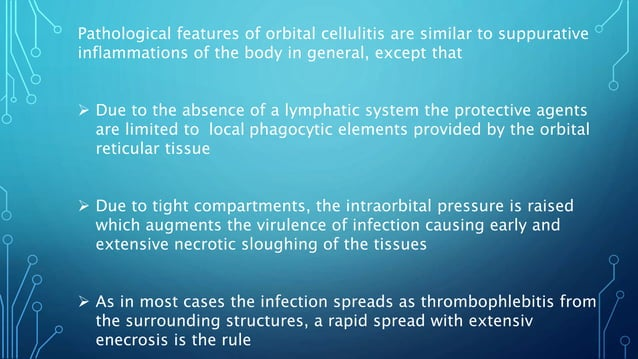 Pathological features of orbital cellulitis are similar to suppurative
inflammations of the body in general, except that
➢ Due to the absence of a lymphatic system the protective agents
are limited to local phagocytic elements provided by the orbital
reticular tissue
➢ Due to tight compartments, the intraorbital pressure is raised
which augments the virulence of infection causing early and
extensive necrotic sloughing of the tissues
➢ As in most cases the infection spreads as thrombophlebitis from
the surrounding structures, a rapid spread with extensiv
enecrosis is the rule